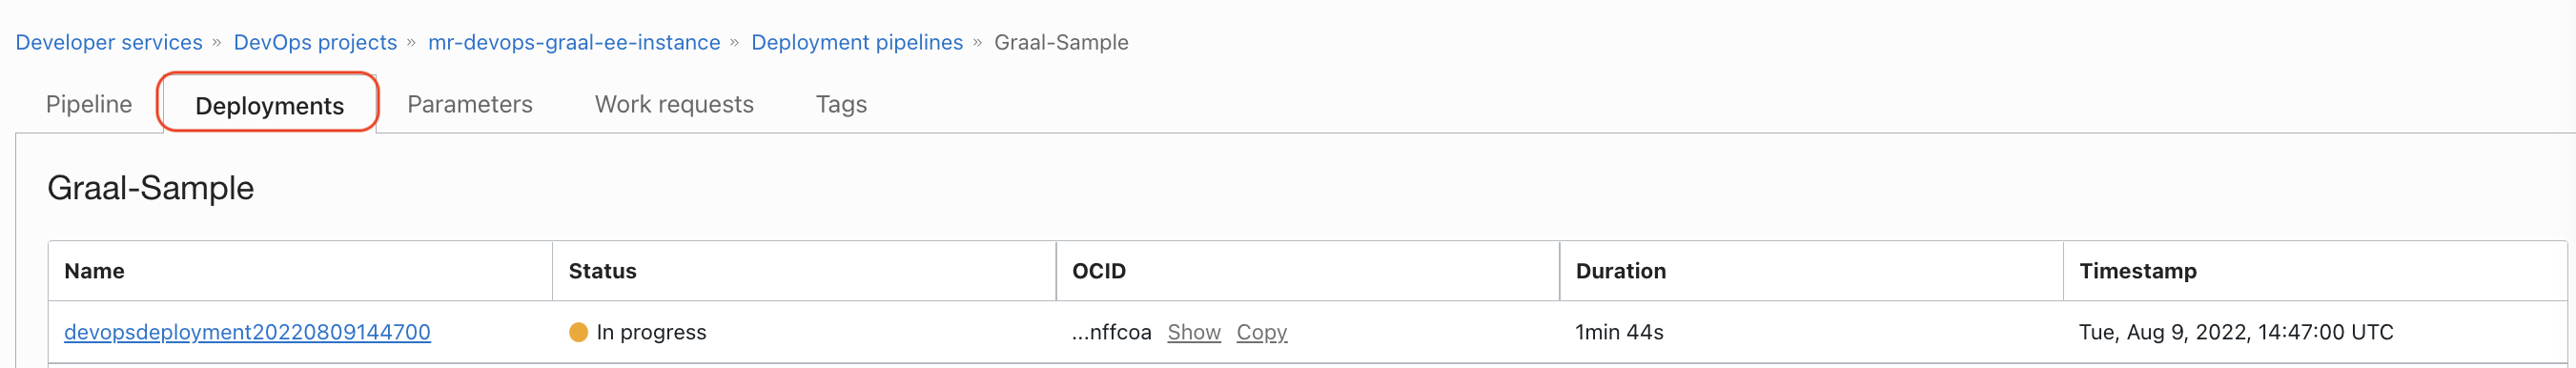 Developer services » DevOps projects » mr-devops-graal-ee-instance » Deployment pipelines » Graal-Sample
Pipeline Deployments Parameters Work requests Tags
Graal-Sample
Name Status OCID Duration Timestamp
devopsdeployment20220809144700 In progress ...nffcoa Show Copy 1min 44s Tue, Aug 9, 2022, 14:47:00 UTC